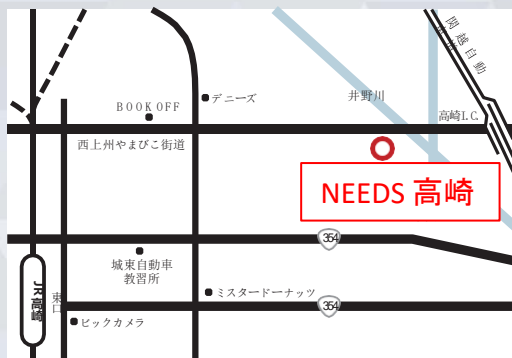 関越自動
BOOK OFF
デニーズ
井野川
高崎I.C.
西上州やまびこ街道
NEEDS 高崎
354
城東自動車
教習所
JR高崎
東口
ミスタードーナッツ
354
ビックカメラ